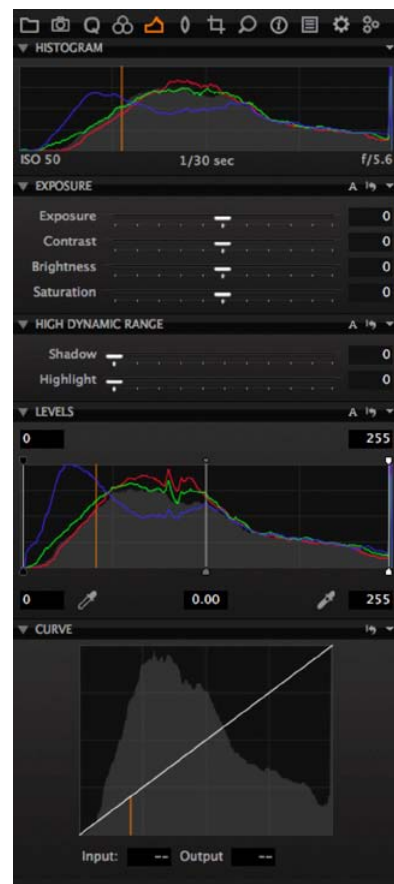 HISTOGRAM
ISO 50 1/30 sec f/5.6
EXPOSURE A
Exposure 0
Contrast 0
Brightness 0
Saturation 0
HIGH DYNAMIC RANGE A
Shadow 0
Highlight 0
LEVELS A
0 255
0 0.00 255
CURVE
Input: -- Output --